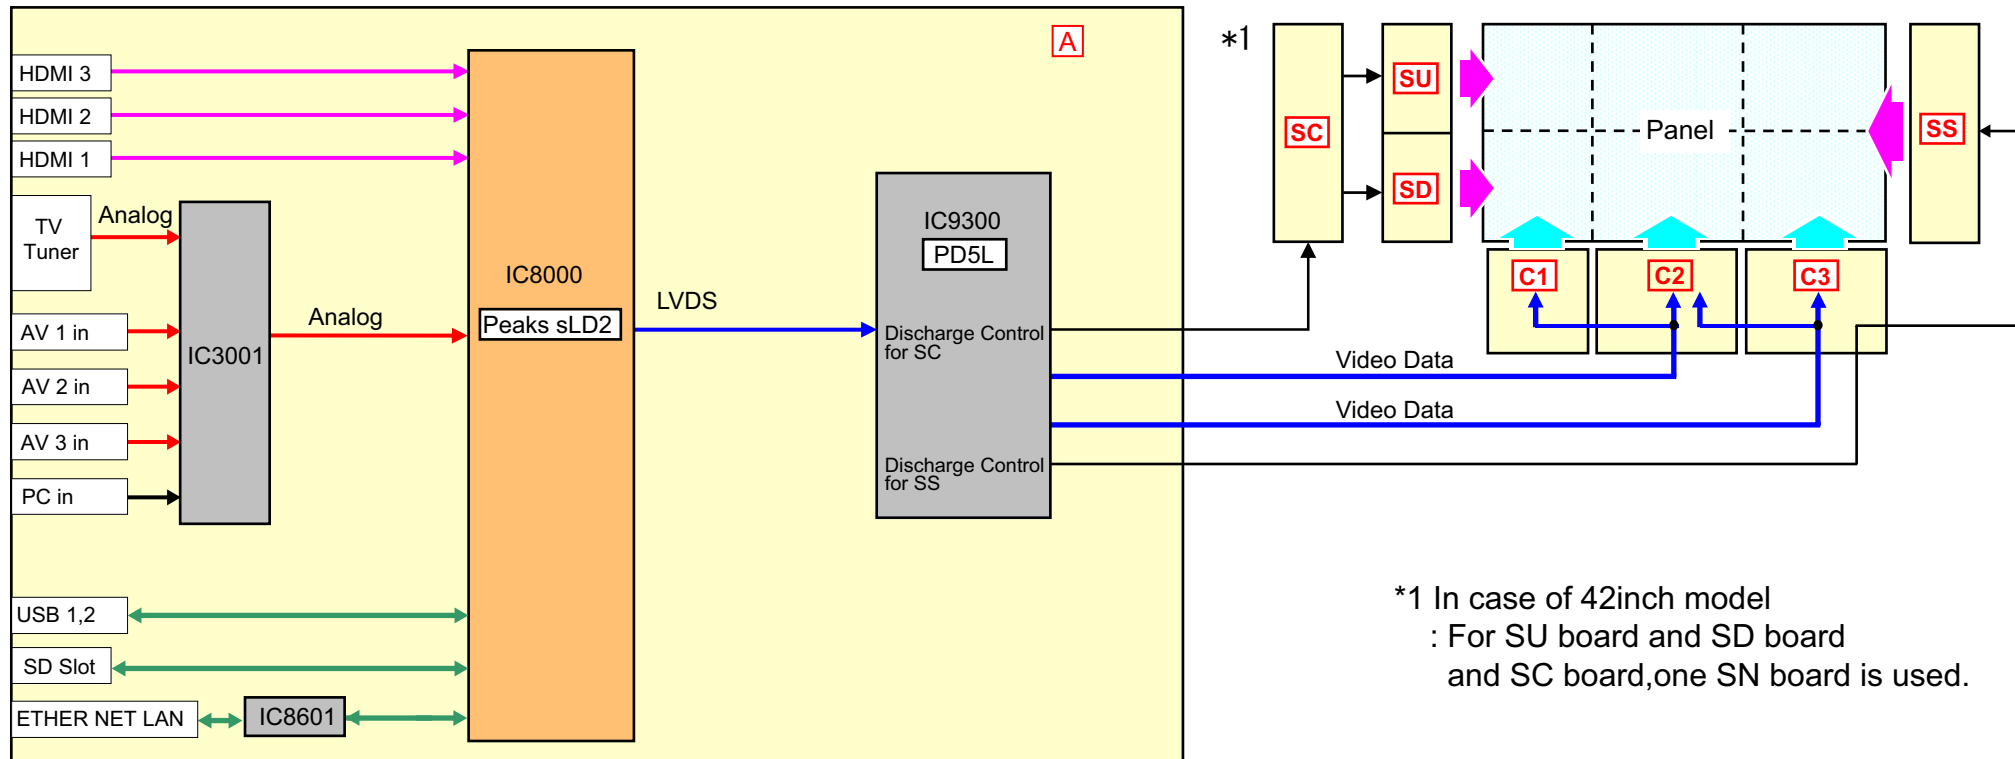 A
*1
HDMI 3
HDMI 2
HDMI 1
TV
Tuner
Analog
AV 1 in
AV 2 in
AV 3 in
PC in
IC3001
Analog
USB 1,2
SD Slot
ETHER NET LAN
IC8601
IC8000
Peaks sLD2
LVDS
IC9300
PD5L
Discharge Control
for SC
Discharge Control
for SS
Video Data
Video Data
SC
SU
SD
Panel
SS
C1
C2
C3
*1 In case of 42inch model
: For SU board and SD board
and SC board,one SN board is used.